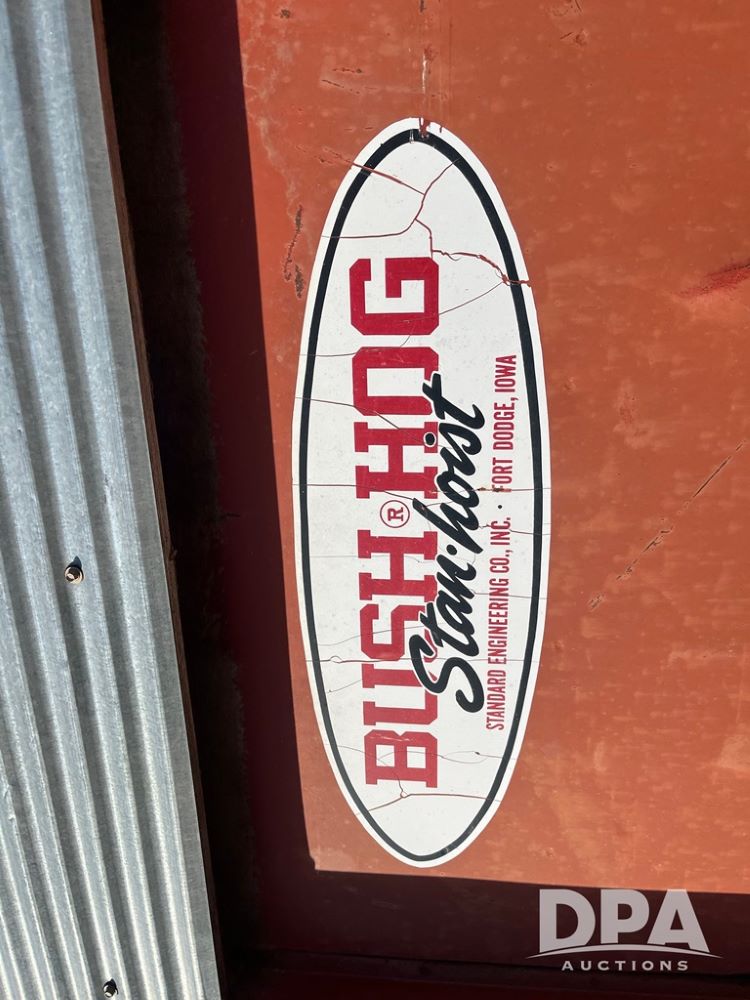 BUSH HOG ®
Stan·hoist
STANDARD ENGINEERING CO., INC. · FORT DODGE, IOWA
DPA
AUCTIONS